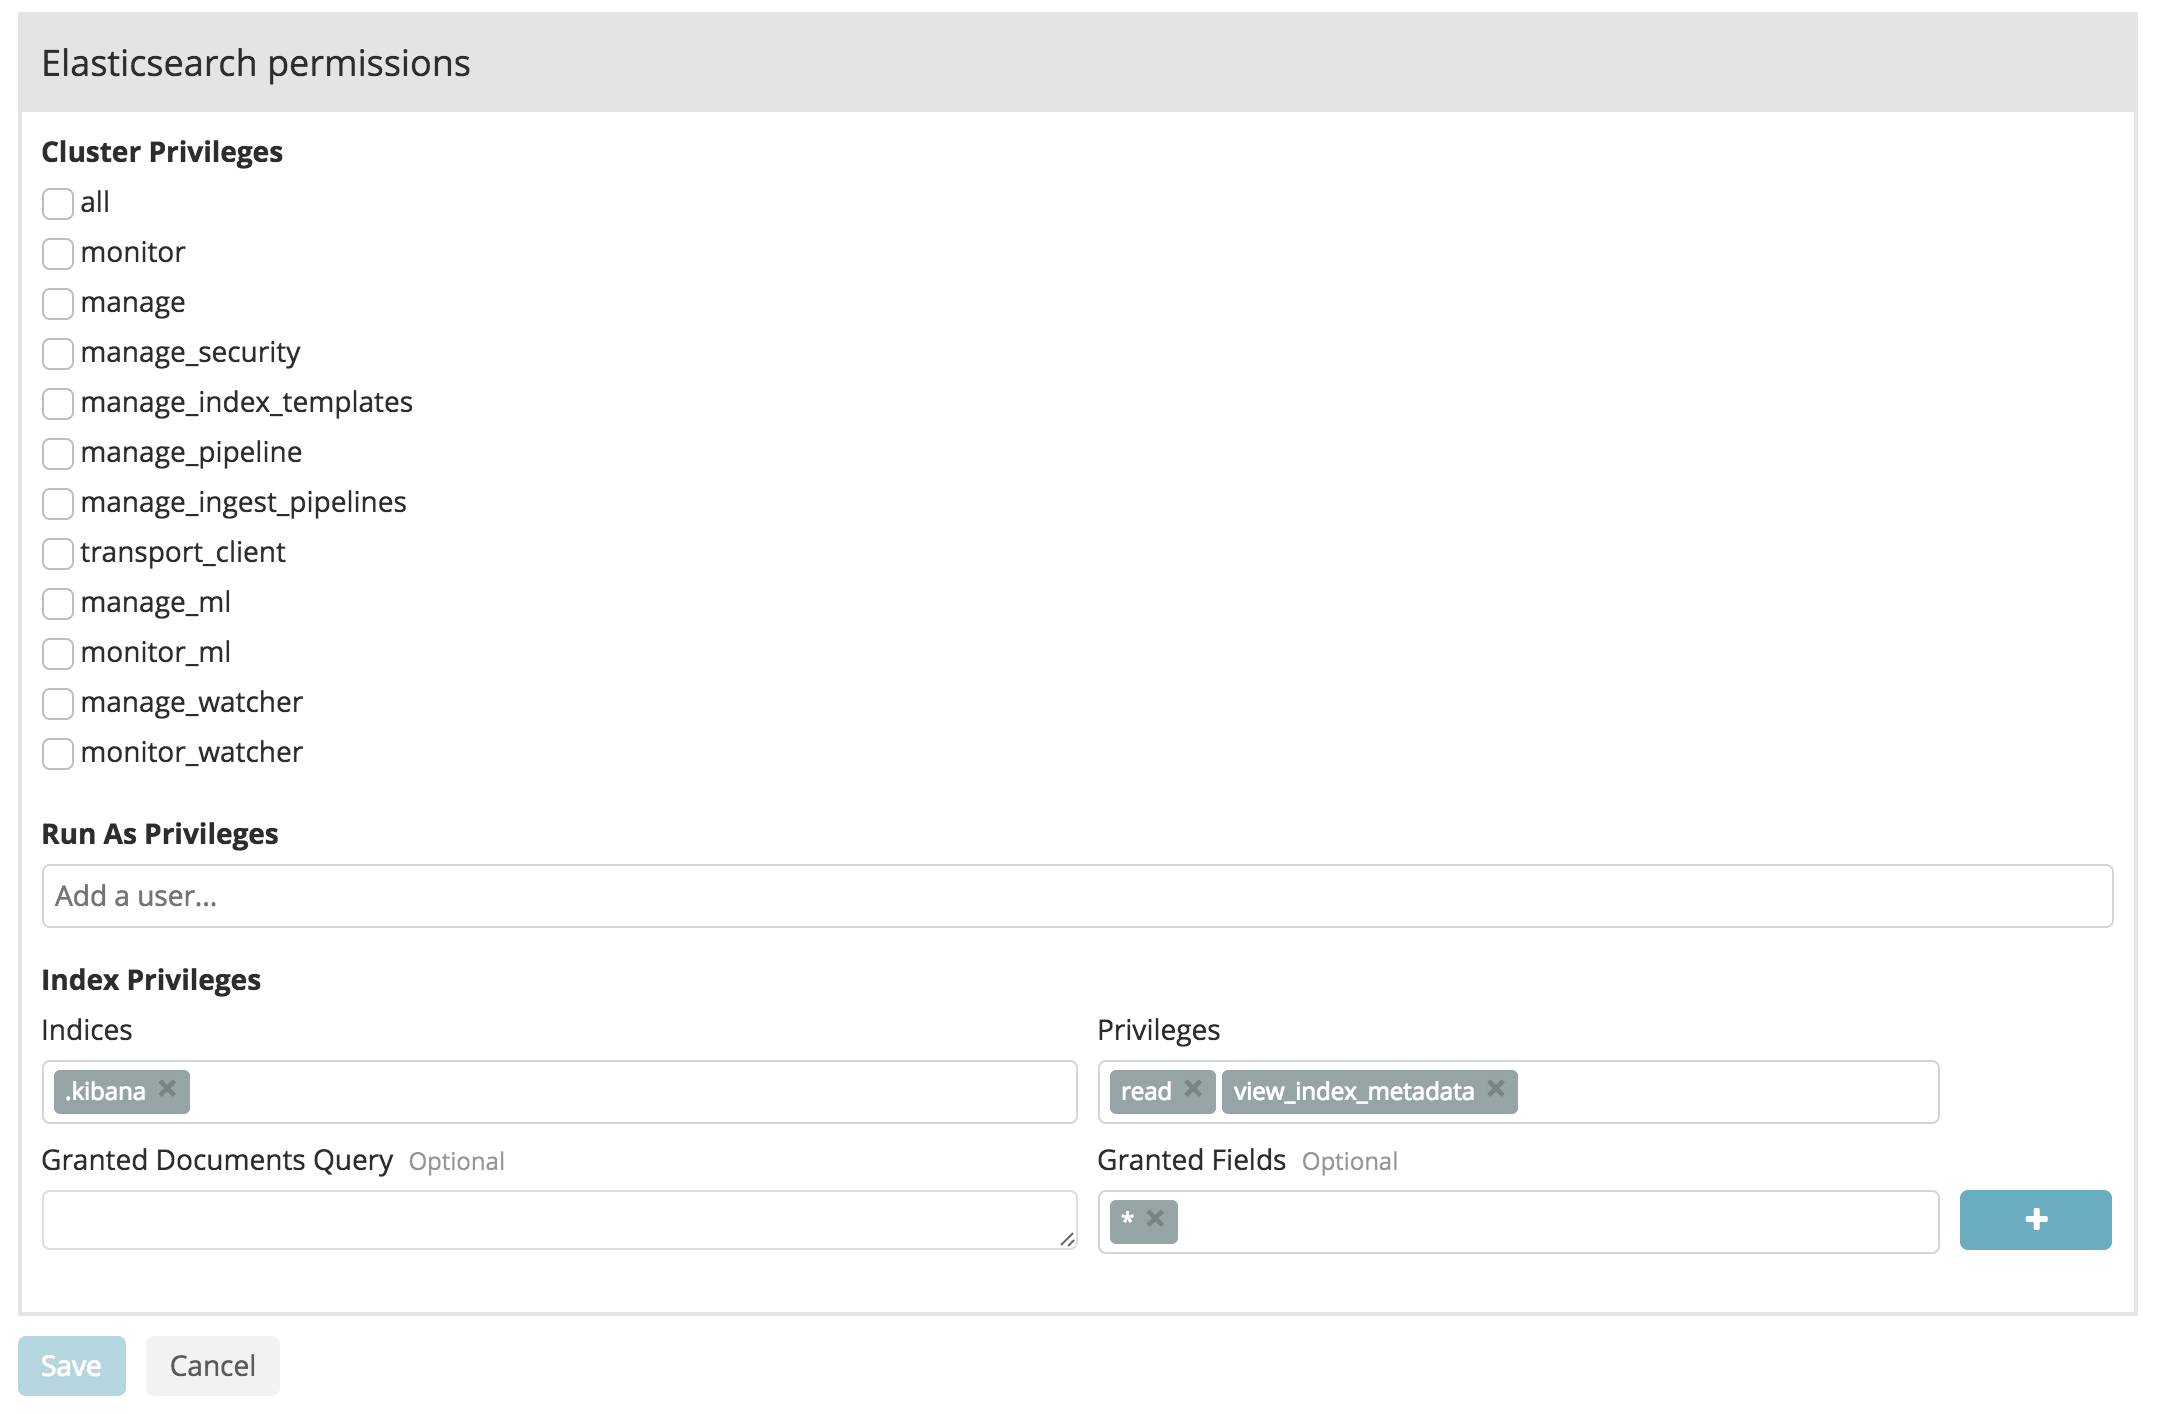 Elasticsearch permissions
Cluster Privileges
all
monitor
manage
manage_security
manage_index_templates
manage_pipeline
manage_ingest_pipelines
transport_client
manage_ml
monitor_ml
manage_watcher
monitor_watcher
Run As Privileges
Add a user...
Index Privileges
Indices
Privileges
.kibana
read view_index_metadata
Granted Documents Query Optional
Granted Fields Optional
*
Save Cancel